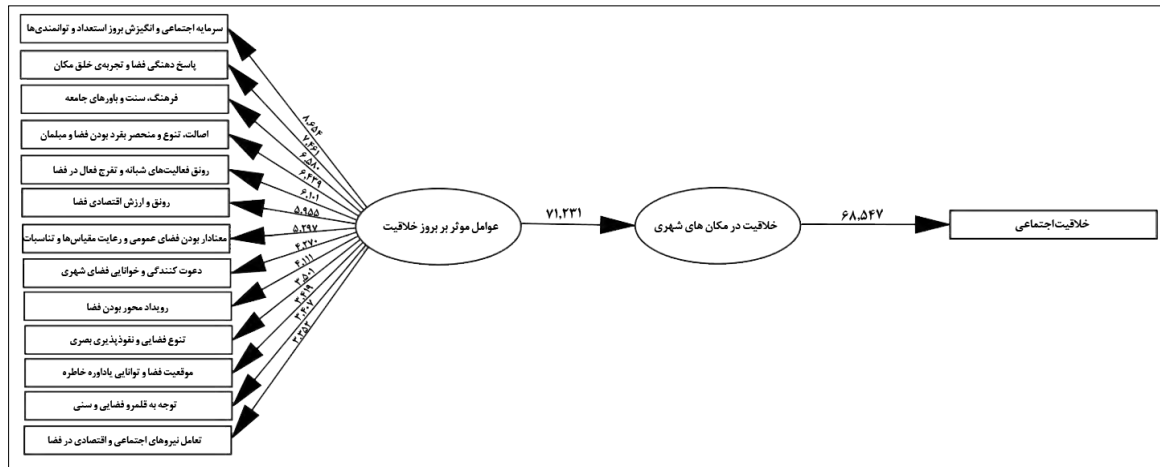 سرمایه اجتماعی و انگیزش بروز استعداد و توانمندی‌ها
پاسخ دهنگی فضا و تجربه‌ی خلق مکان
فرهنگ، سنت و باورهای جامعه
اصالت، تنوع و منحصر بفرد بودن فضا و مبلمان
رونق فعالیت‌های شبانه و تفرج فعال در فضا
رونق و ارزش اقتصادی فضا
معنادار بودن فضای عمومی و رعایت مقیاس‌ها و تناسبات
دعوت کنندگی و خوانایی فضای شهری
رویداد محور بودن فضا
تنوع فضایی و نفوذپذیری بصری
موقعیت فضا و توانایی یاداوره خاطره
توجه به قلمرو فضایی و سنی
تعامل نیروهای اجتماعی و اقتصادی در فضا
۸.۶۵۴
۷.۴۶۱
۶.۵۸۰
۶.۴۳۹
۶.۱۰۱
۵.۹۵۵
۵.۲۹۷
۴.۲۷۰
۴.۱۱۱
۳.۵۰۱
۳.۴۱۹
۳.۴۰۷
۳.۳۵۲
عوامل موثر بر بروز خلاقیت
۷۱.۲۳۱
خلاقیت در مکان های شهری
۶۸.۵۴۷
خلاقیت اجتماعی